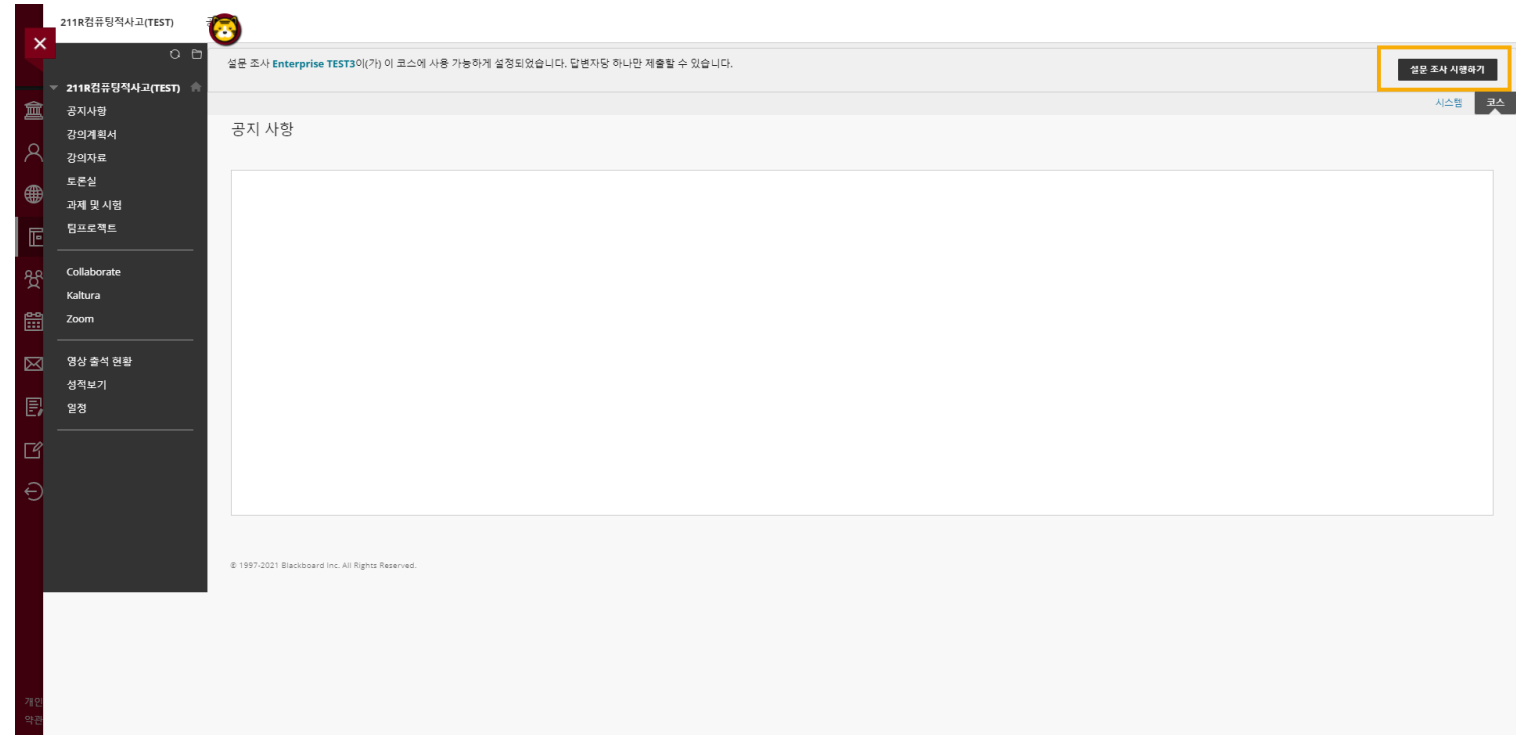 211R컴퓨팅적사고(TEST)
설문 조사 Enterprise TEST3이(가) 이 코스에 사용 가능하게 설정되었습니다. 답변자당 하나만 제출할 수 있습니다.
설문 조사 시행하기
시스템
코스
211R컴퓨팅적사고(TEST)
공지사항
강의계획서
강의자료
토론실
과제 및 시험
팀프로젝트
Collaborate
Kaltura
Zoom
영상 출석 현황
성적보기
일정
공지 사항
© 1997-2021 Blackboard Inc. All Rights Reserved.
개인
약관